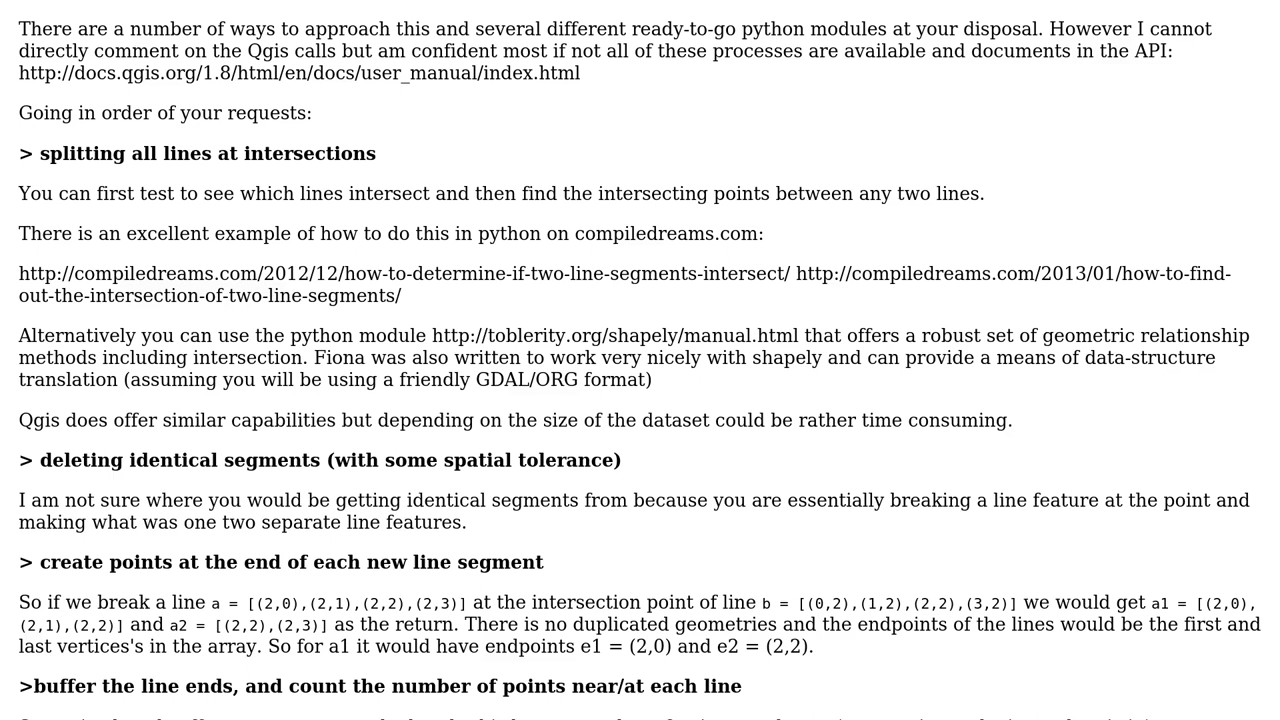 There are a number of ways to approach this and several different ready-to-go python modules at your disposal. However I cannot
directly comment on the Qgis calls but am confident most if not all of these processes are available and documents in the API:
http://docs.qgis.org/1.8/html/en/docs/user_manual/index.html
Going in order of your requests:
> splitting all lines at intersections
You can first test to see which lines intersect and then find the intersecting points between any two lines.
There is an excellent example of how to do this in python on compiledreams.com:
http://compiledreams.com/2012/12/how-to-determine-if-two-line-segments-intersect/ http://compiledreams.com/2013/01/how-to-find-
out-the-intersection-of-two-line-segments/
Alternatively you can use the python module http://toblerity.org/shapely/manual.html that offers a robust set of geometric relationship
methods including intersection. Fiona was also written to work very nicely with shapely and can provide a means of data-structure
translation (assuming you will be using a friendly GDAL/ORG format)
Qgis does offer similar capabilities but depending on the size of the dataset could be rather time consuming.
> deleting identical segments (with some spatial tolerance)
I am not sure where you would be getting identical segments from because you are essentially breaking a line feature at the point and
making what was one two separate line features.
> create points at the end of each new line segment
So if we break a line a = [(2,0),(2,1),(2,2),(2,3)] at the intersection point of line b = [(0,2),(1,2),(2,2),(3,2)] we would get a1 = [(2,0),
(2,1),(2,2)] and a2 = [(2,2),(2,3)] as the return. There is no duplicated geometries and the endpoints of the lines would be the first and
last vertices's in the array. So for a1 it would have endpoints e1 = (2,0) and e2 = (2,2).
>buffer the line ends, and count the number of points near/at each line